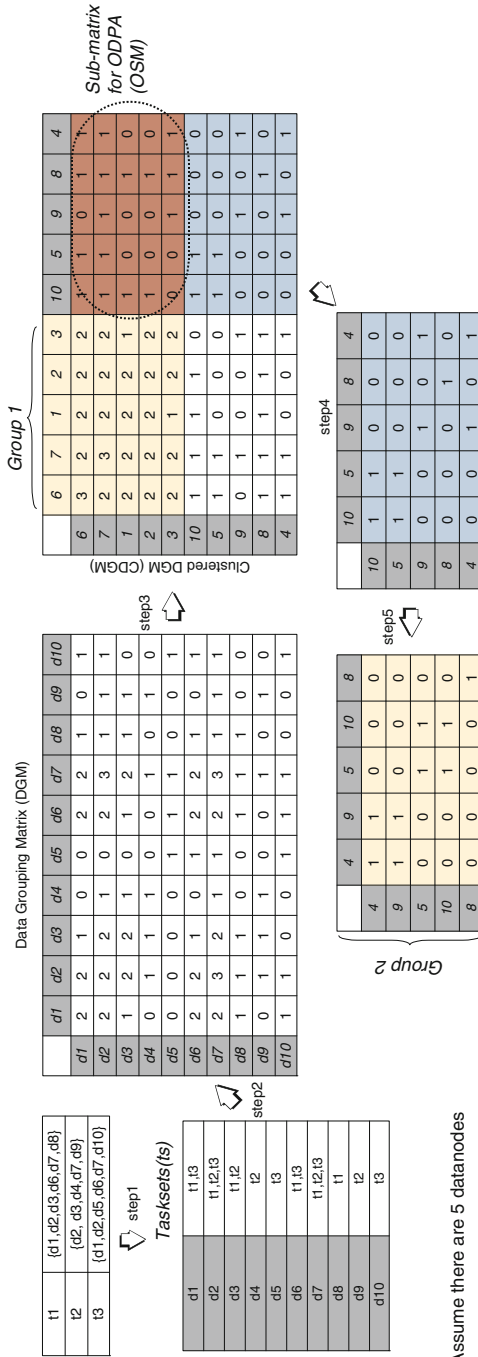 t1 {d1,d2,d3,d6,d7,d8}
t2 {d2, d3,d4,d7,d9}
t3 {d1,d2,d5,d6,d7,d10}
step1
Tasksets(ts)
d1 t1,t3
d2 t1,t2,t3
d3 t1,t2
d4 t2
d5 t3
d6 t1,t3
d7 t1,t2,t3
d8 t1
d9 t2
d10 t3
Assume there are 5 datanodes
step2
Data Grouping Matrix (DGM)
d1 d2 d3 d4 d5 d6 d7 d8 d9 d10
d1 2 2 2 0 1 2 2 1 0 1
d2 2 2 2 1 1 2 3 1 1 1
d3 1 2 2 1 0 1 2 1 1 0
d4 0 1 1 1 0 0 1 0 1 0
d5 0 0 0 0 1 1 1 0 0 1
d6 2 2 1 0 1 2 2 1 0 1
d7 2 3 2 1 1 2 3 1 1 1
d8 1 1 1 0 0 1 1 1 0 0
d9 0 1 1 1 0 0 1 0 1 0
d10 1 1 0 0 1 1 1 0 0 1
step3
Clustered DGM (CDGM)
Group 1
Sub-matrix
for ODPA
(OSM)
6 7 1 2 3 10 5 9 8 4
6 3 2 2 2 2 1 1 0 1 1
7 2 3 2 2 2 1 1 1 1 1
1 2 2 2 2 1 1 0 0 1 0
2 2 2 2 2 2 1 0 0 1 0
3 2 2 1 2 2 0 0 1 1 1
10 1 1 1 1 0 1 1 0 0 0
5 1 1 1 1 0 1 1 0 0 0
9 0 1 0 0 1 0 0 1 0 1
8 1 1 1 1 1 0 0 0 1 0
4 1 1 0 0 1 0 0 1 0 1
step4
10 5 9 8 4
10 1 1 0 0 0
5 1 1 0 0 0
9 0 0 1 0 1
8 0 0 0 1 0
4 0 0 1 0 1
step5
Group 2
4 9 5 10 8
4 1 1 0 0 0
9 1 1 0 0 0
5 0 0 1 1 0
10 0 0 1 1 0
8 0 0 0 0 1